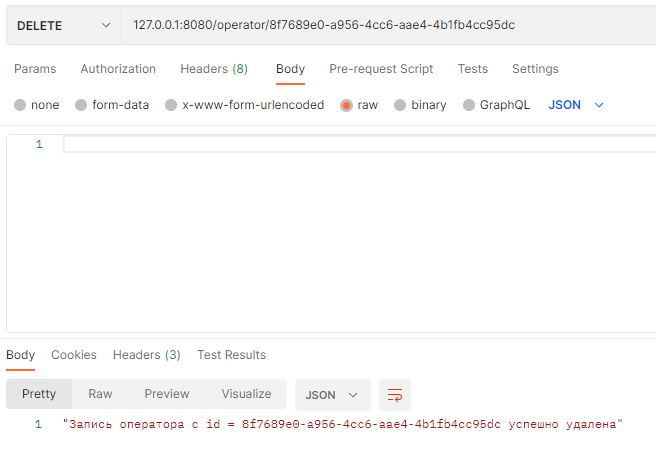 DELETE 127.0.0.1:8080/operator/8f7689e0-a956-4cc6-aae4-4b1fb4cc95dc
Params Authorization Headers (8) Body Pre-request Script Tests Settings
none form-data x-www-form-urlencoded raw binary GraphQL JSON
1
Body Cookies Headers (3) Test Results
Pretty Raw Preview Visualize JSON
1 "Запись оператора с id = 8f7689e0-a956-4cc6-aae4-4b1fb4cc95dc успешно удалена"